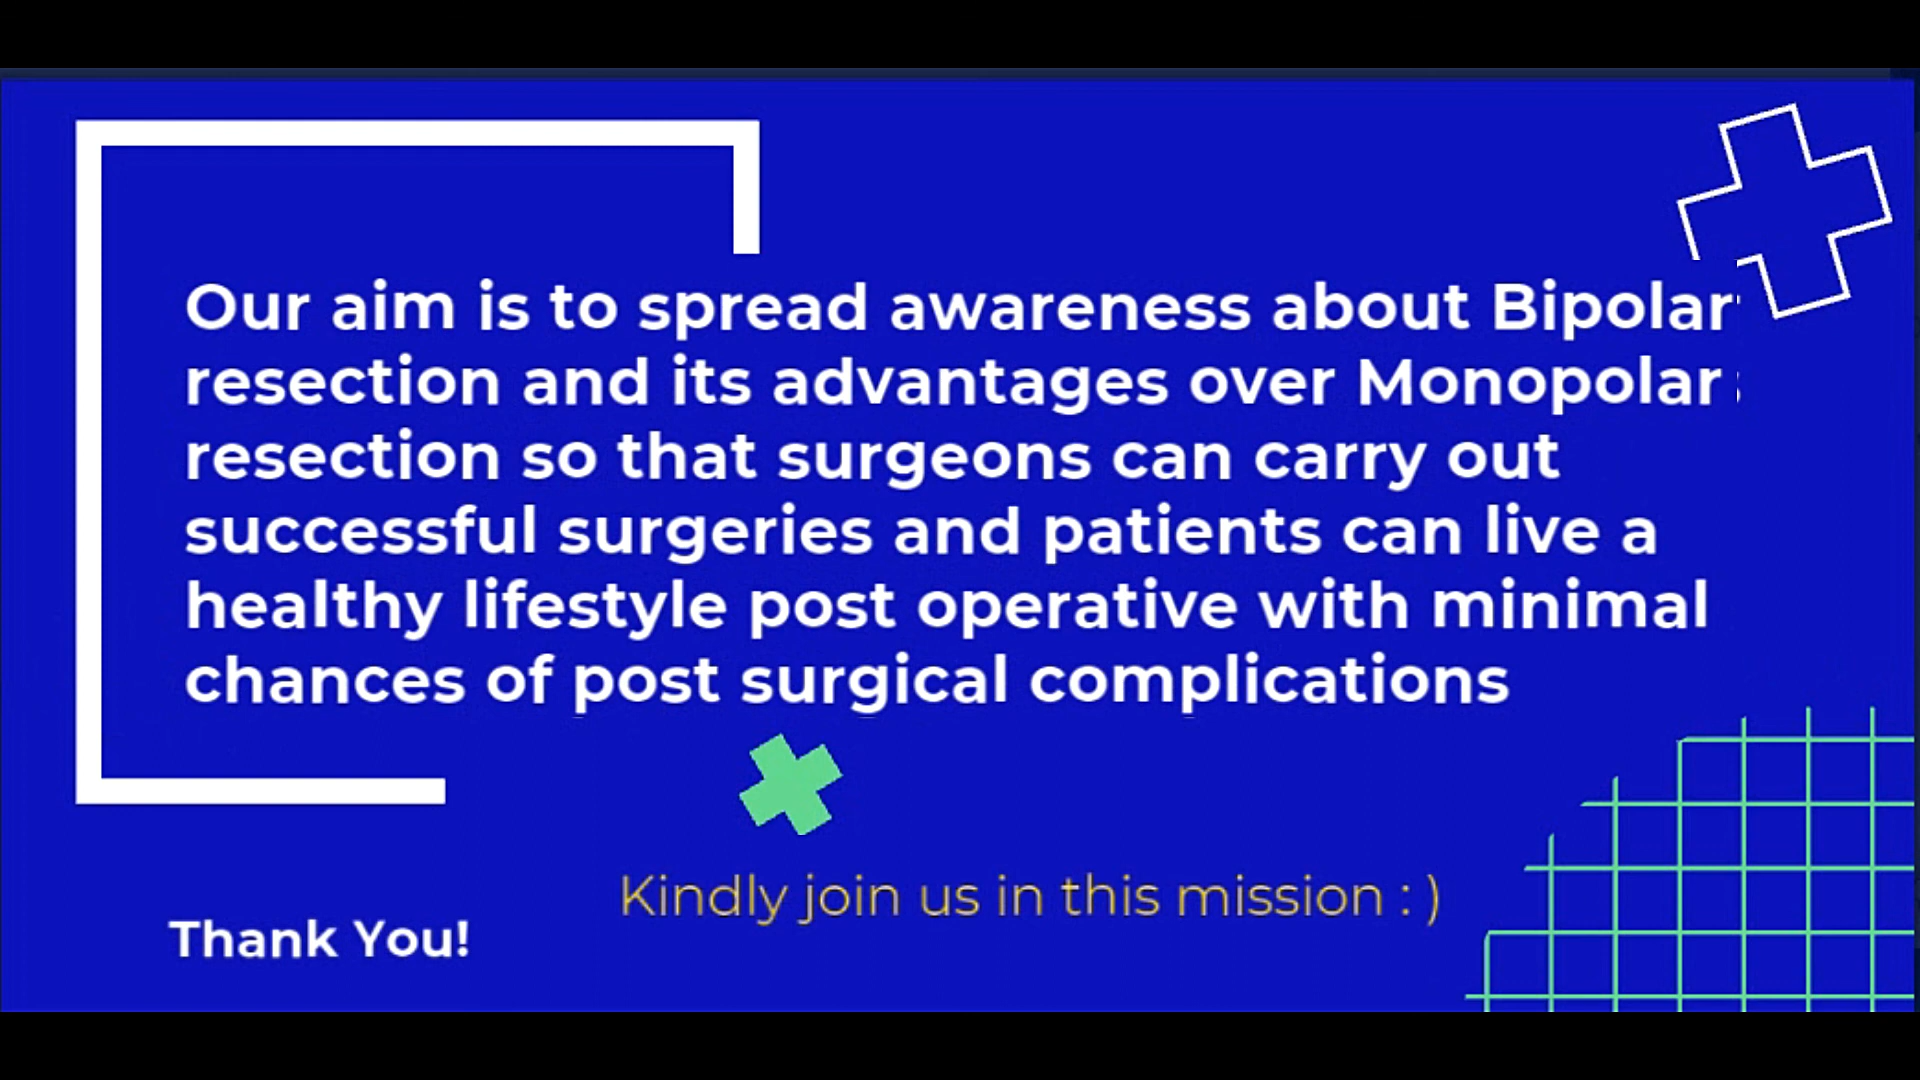 Our aim is to spread awareness about Bipolar
resection and its advantages over Monopolar
resection so that surgeons can carry out
successful surgeries and patients can live a
healthy lifestyle post operative with minimal
chances of post surgical complications
Kindly join us in this mission : )
Thank You!